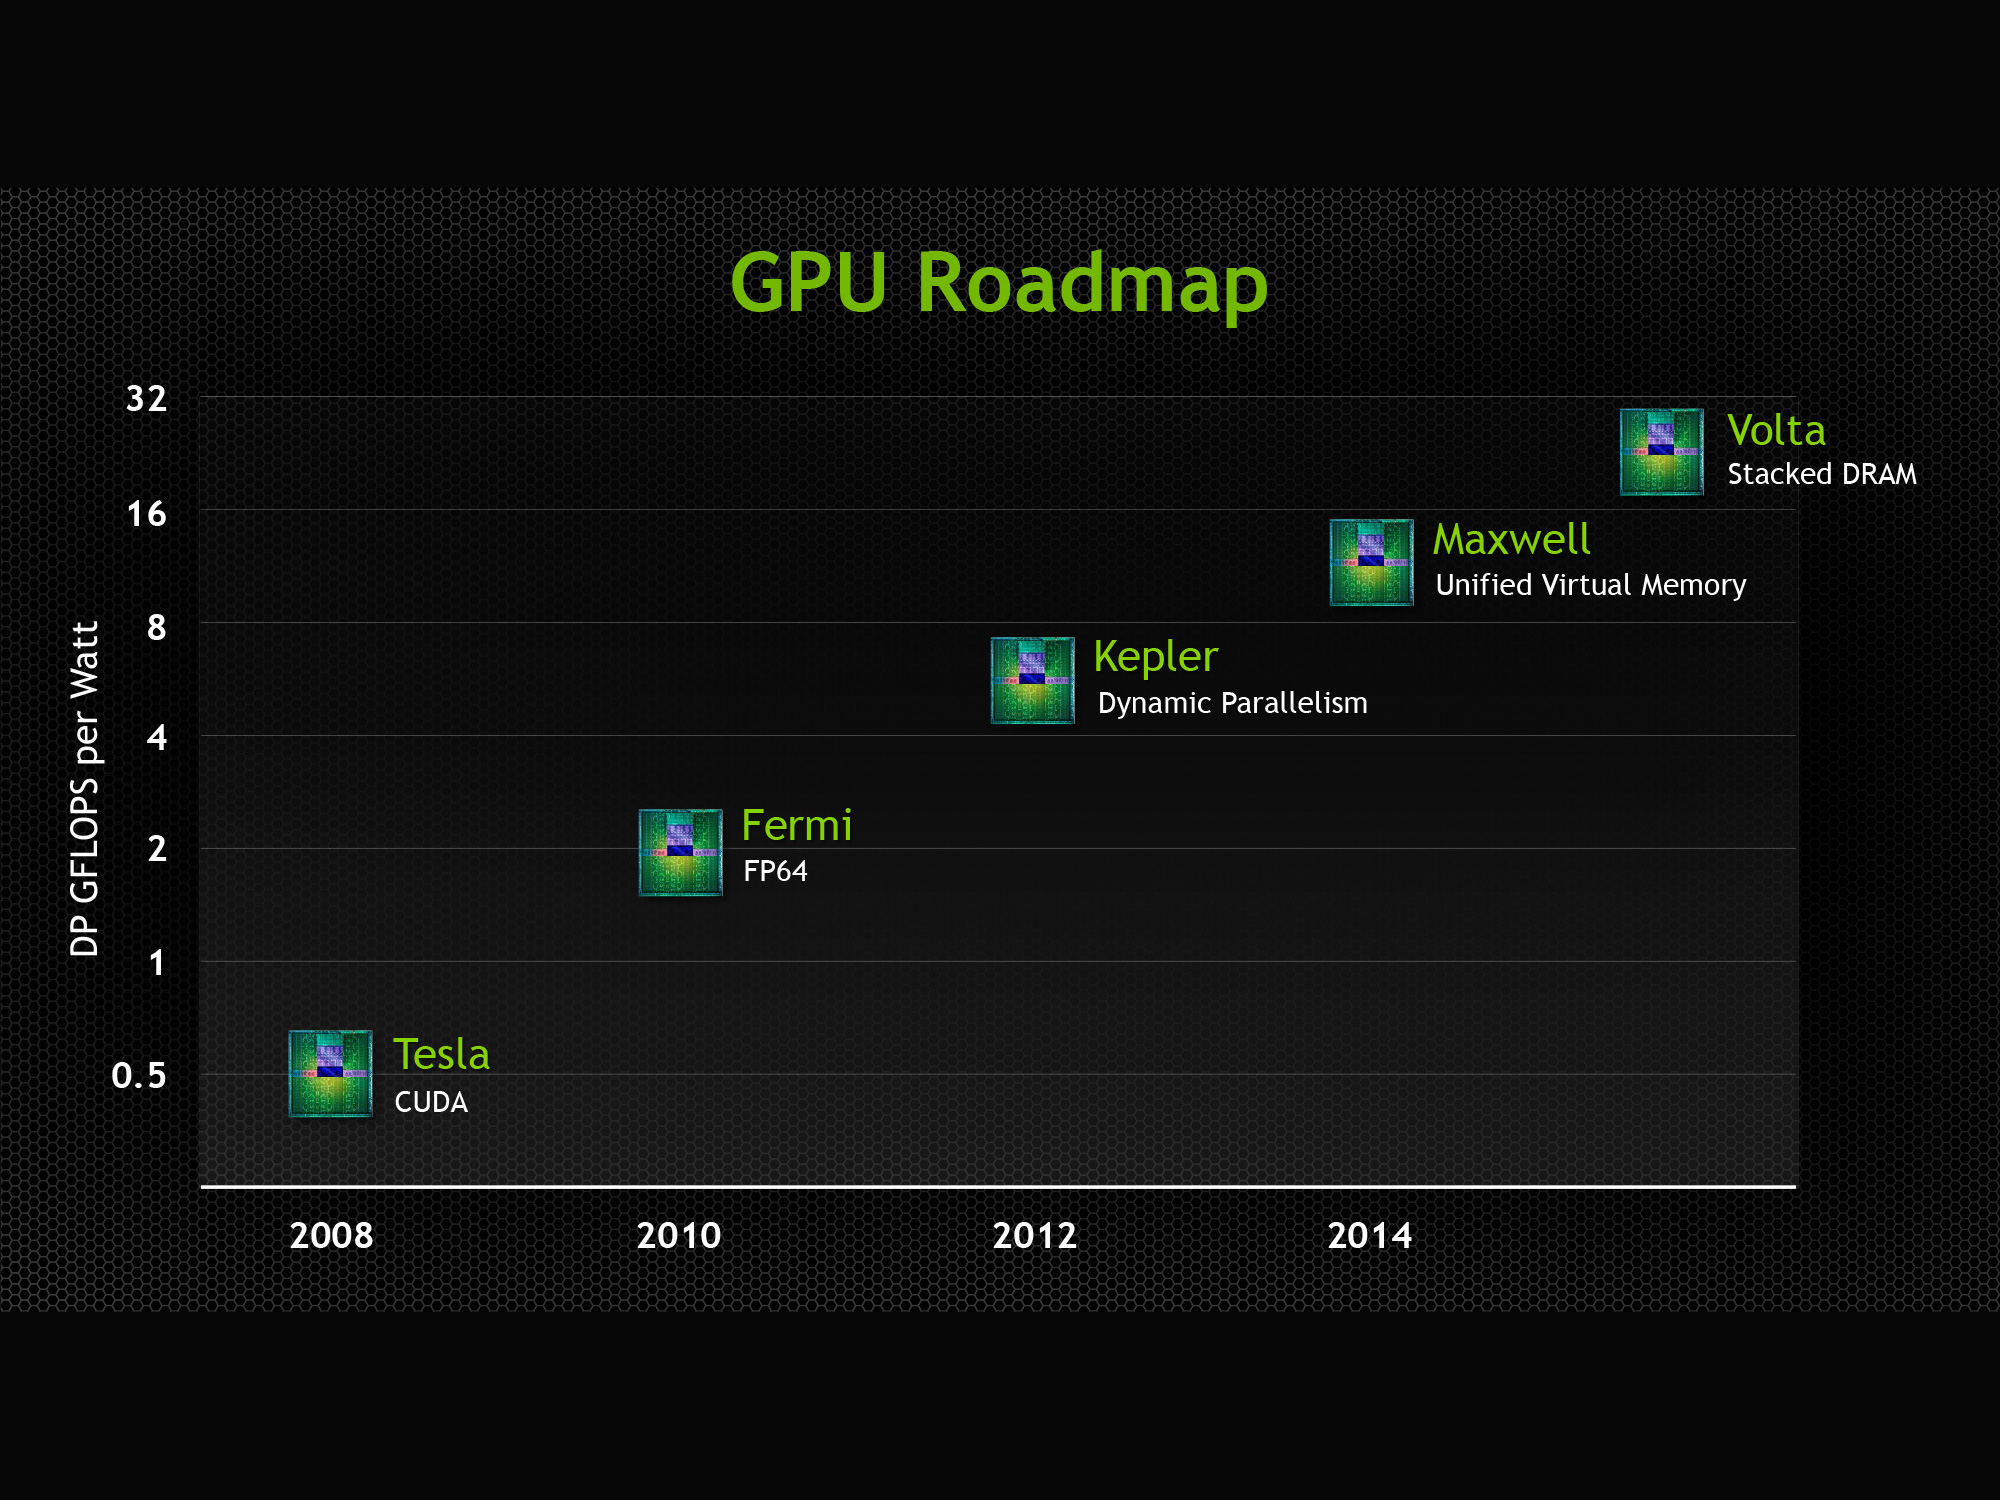 GPU Roadmap
32
Volta
Stacked DRAM
16
Maxwell
Unified Virtual Memory
8
Kepler
Dynamic Parallelism
4
DP GFLOPS per Watt
Fermi
2
FP64
1
Tesla
0.5
CUDA
2008
2010
2012
2014